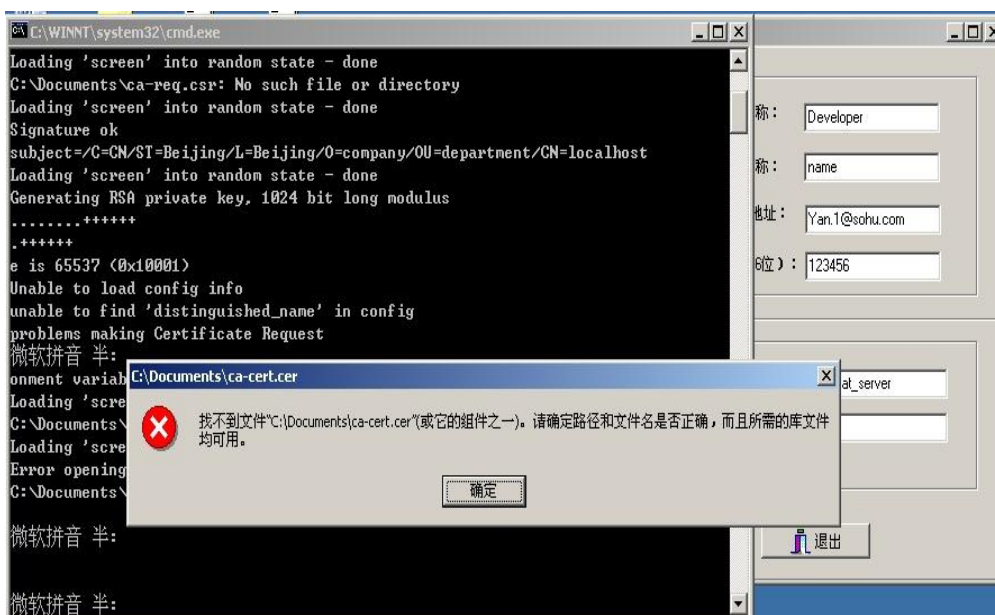 C:\WINNT\system32\cmd.exe
Loading 'screen' into random state - done
C:\Documents\ca-req.csr: No such file or directory
Loading 'screen' into random state - done
Signature ok
subject=/C=CN/ST=Beijing/L=Beijing/O=company/OU=department/CN=localhost
Loading 'screen' into random state - done
Generating RSA private key, 1024 bit long modulus
........++++++
.++++++
e is 65537 (0x10001)
Unable to load config info
unable to find 'distinguished_name' in config
problems making Certificate Request
微软拼音 半:
onment variab
Loading 'scre
C:\Documents\
Loading 'scre
Error opening
C:\Documents\
微软拼音 半:
微软拼音 半:
C:\Documents\ca-cert.cer
找不到文件“C:\Documents\ca-cert.cer”(或它的组件之一)。请确定路径和文件名是否正确,而且所需的库文件
均可用。
确定
称: Developer
称: name
地址: Yan.1@sohu.com
6位): 123456
at_server
退出